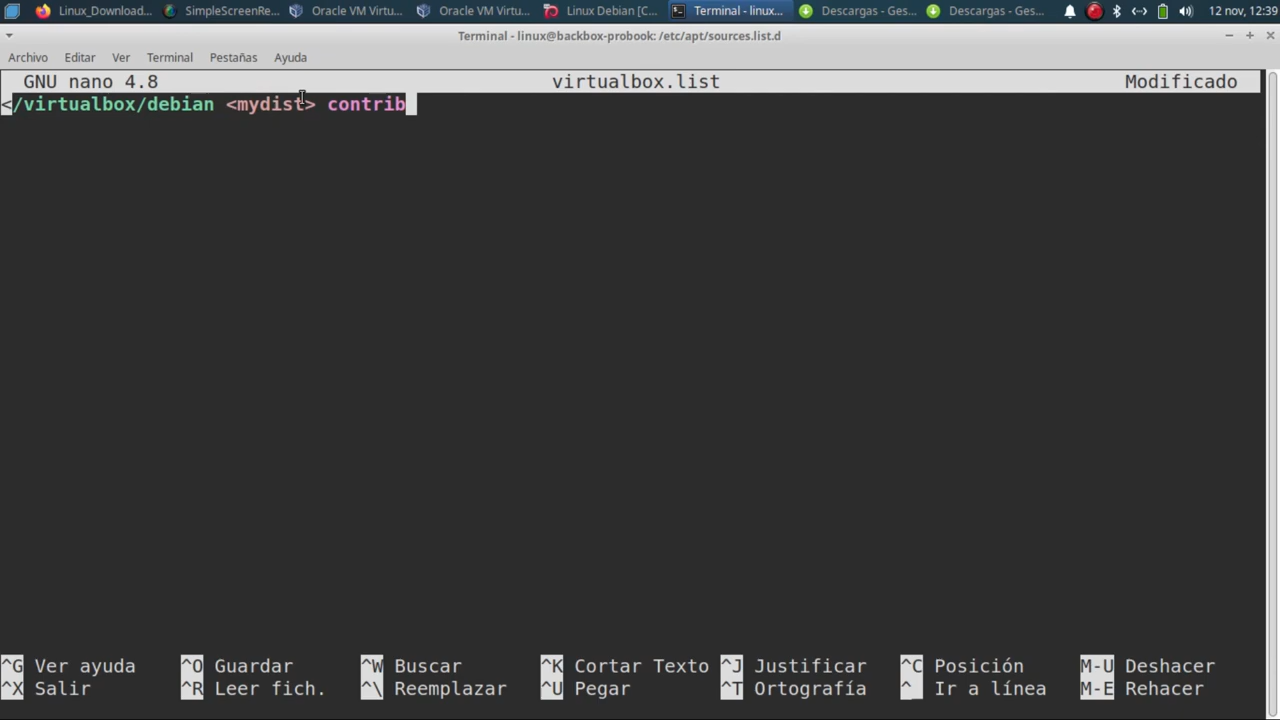 Linux_Download...
SimpleScreenRe...
Oracle VM Virtu...
Oracle VM Virtu...
Linux Debian [C...
Terminal - linux...
Descargas - Ges...
Descargas - Ges...
12 nov, 12:39
Terminal - linux@backbox-probook: /etc/apt/sources.list.d
Archivo Editar Ver Terminal Pestañas Ayuda
GNU nano 4.8 virtualbox.list Modificado
</virtualbox/debian <mydist> contrib
^G Ver ayuda ^O Guardar ^W Buscar ^K Cortar Texto ^J Justificar ^C Posición M-U Deshacer
^X Salir ^R Leer fich. ^\ Reemplazar ^U Pegar ^T Ortografía ^_ Ir a línea M-E Rehacer